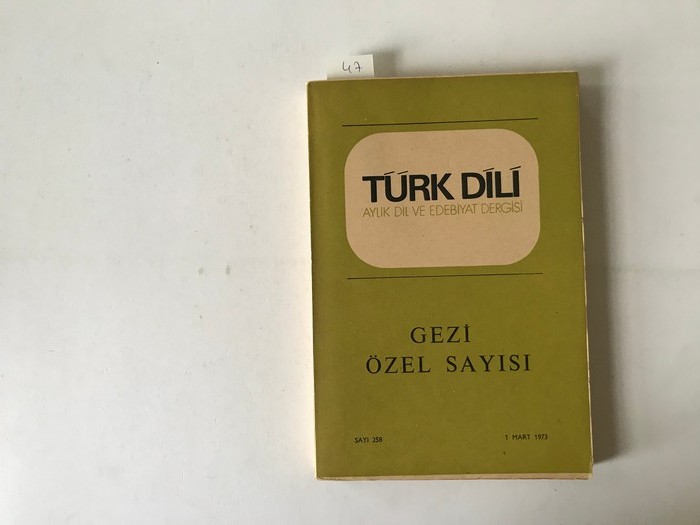 47
TÜRK DİLİ
AYLIK DİL VE EDEBİYAT DERGİSİ
GEZİ
ÖZEL SAYISI
SAYI 258
1 MART 1973